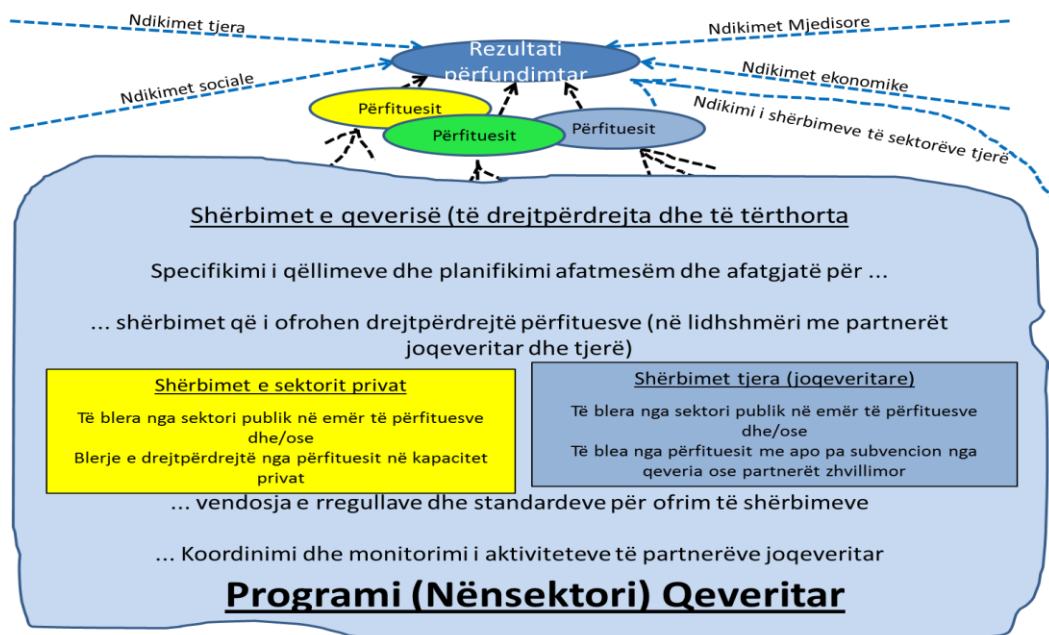 Ndikimet tjera
Ndikimet Mjedisore
Rezultati
përfundimtar
Ndikimet sociale
Ndikimet ekonomike
Ndikimi i shërbimeve të sektorëve tjerë
Përfituesit
Përfituesit
Përfituesit
Shërbimet e qeverisë (të drejtpërdrejta dhe të tërthorta
Specifikimi i qëllimeve dhe planifikimi afatmesëm dhe afatgjatë për ...
... shërbimet që i ofrohen drejtpërdrejtë përfituesve (në lidhshmëri me partnerët
joqeveritar dhe tjerë)
Shërbimet e sektorit privat
Të blera nga sektori publik në emër të përfituesve
dhe/ose
Blerje e drejtpërdrejtë nga përfituesit në kapacitet
privat
Shërbimet tjera (joqeveritare)
Të blera nga sektori publik në emër të përfituesve
dhe/ose
Të blea nga përfituesit me apo pa subvencion nga
qeveria ose partnerët zhvillimor
... vendosja e rregullave dhe standardeve për ofrim të shërbimeve
... Koordinimi dhe monitorimi i aktiviteteve të partnerëve joqeveritar
Programi (Nënsektori) Qeveritar